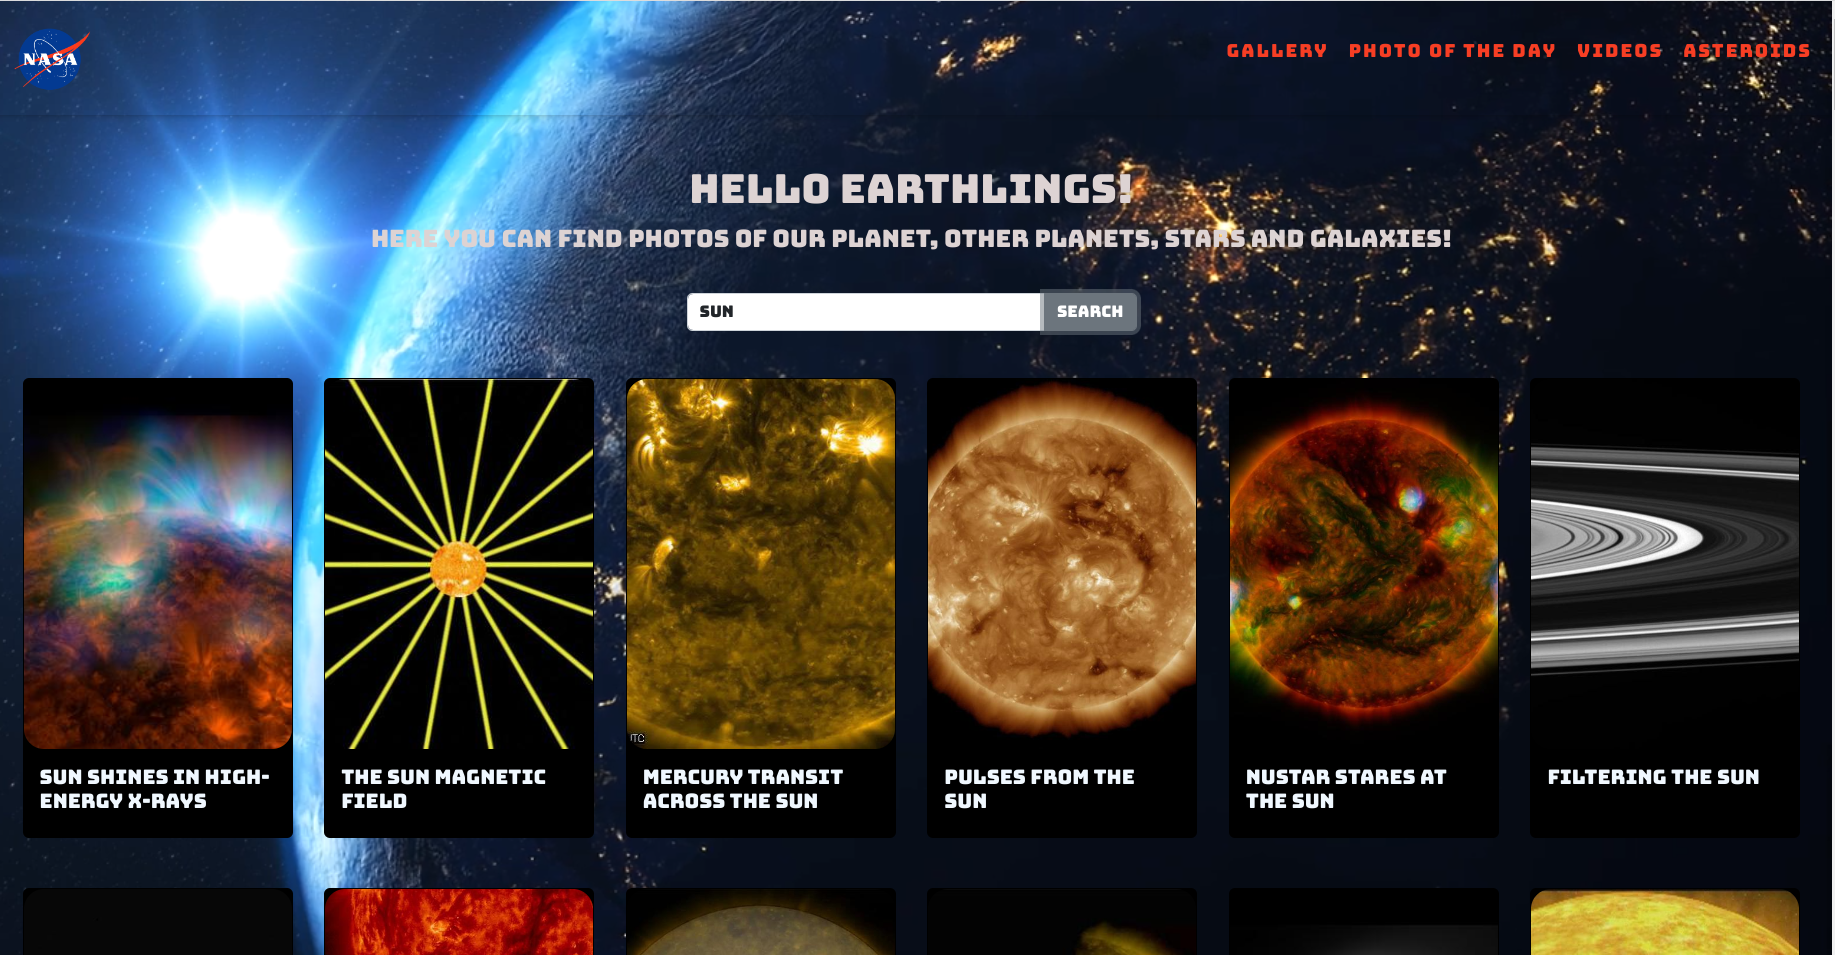 NASA
GALLERY PHOTO OF THE DAY VIDEOS ASTEROIDS
HELLO EARTHLINGS!
HERE YOU CAN FIND PHOTOS OF OUR PLANET, OTHER PLANETS, STARS AND GALAXIES!
SUN SEARCH
SUN SHINES IN HIGH-
ENERGY X-RAYS
THE SUN MAGNETIC
FIELD
MERCURY TRANSIT
ACROSS THE SUN
PULSES FROM THE
SUN
NUSTAR STARES AT
THE SUN
FILTERING THE SUN